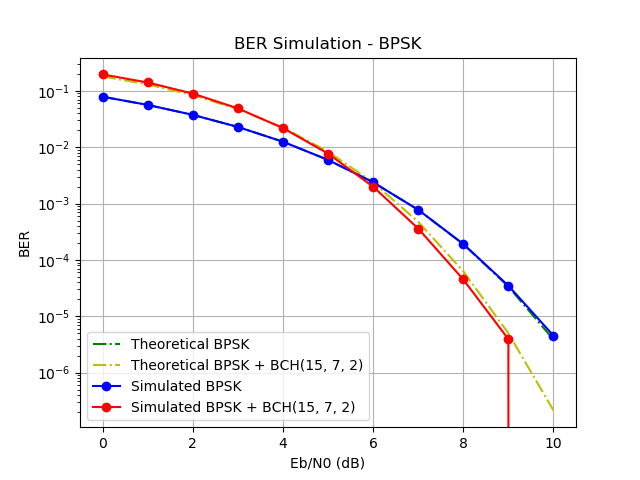 BER Simulation - BPSK
BER
10⁻¹
10⁻²
10⁻³
10⁻⁴
10⁻⁵
10⁻⁶
Theoretical BPSK
Theoretical BPSK + BCH(15, 7, 2)
Simulated BPSK
Simulated BPSK + BCH(15, 7, 2)
0 2 4 6 8 10
Eb/N0 (dB)